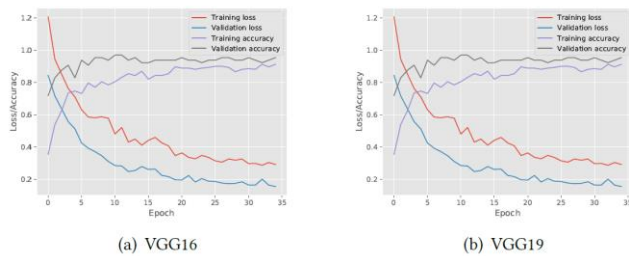 Training loss
Validation loss
Training accuracy
Validation accuracy
1.2
1.0
0.8
0.6
0.4
0.2
Loss/Accuracy
0 5 10 15 20 25 30 35
Epoch
(a) VGG16
Training loss
Validation loss
Training accuracy
Validation accuracy
1.2
1.0
0.8
0.6
0.4
0.2
Loss/Accuracy
0 5 10 15 20 25 30 35
Epoch
(b) VGG19